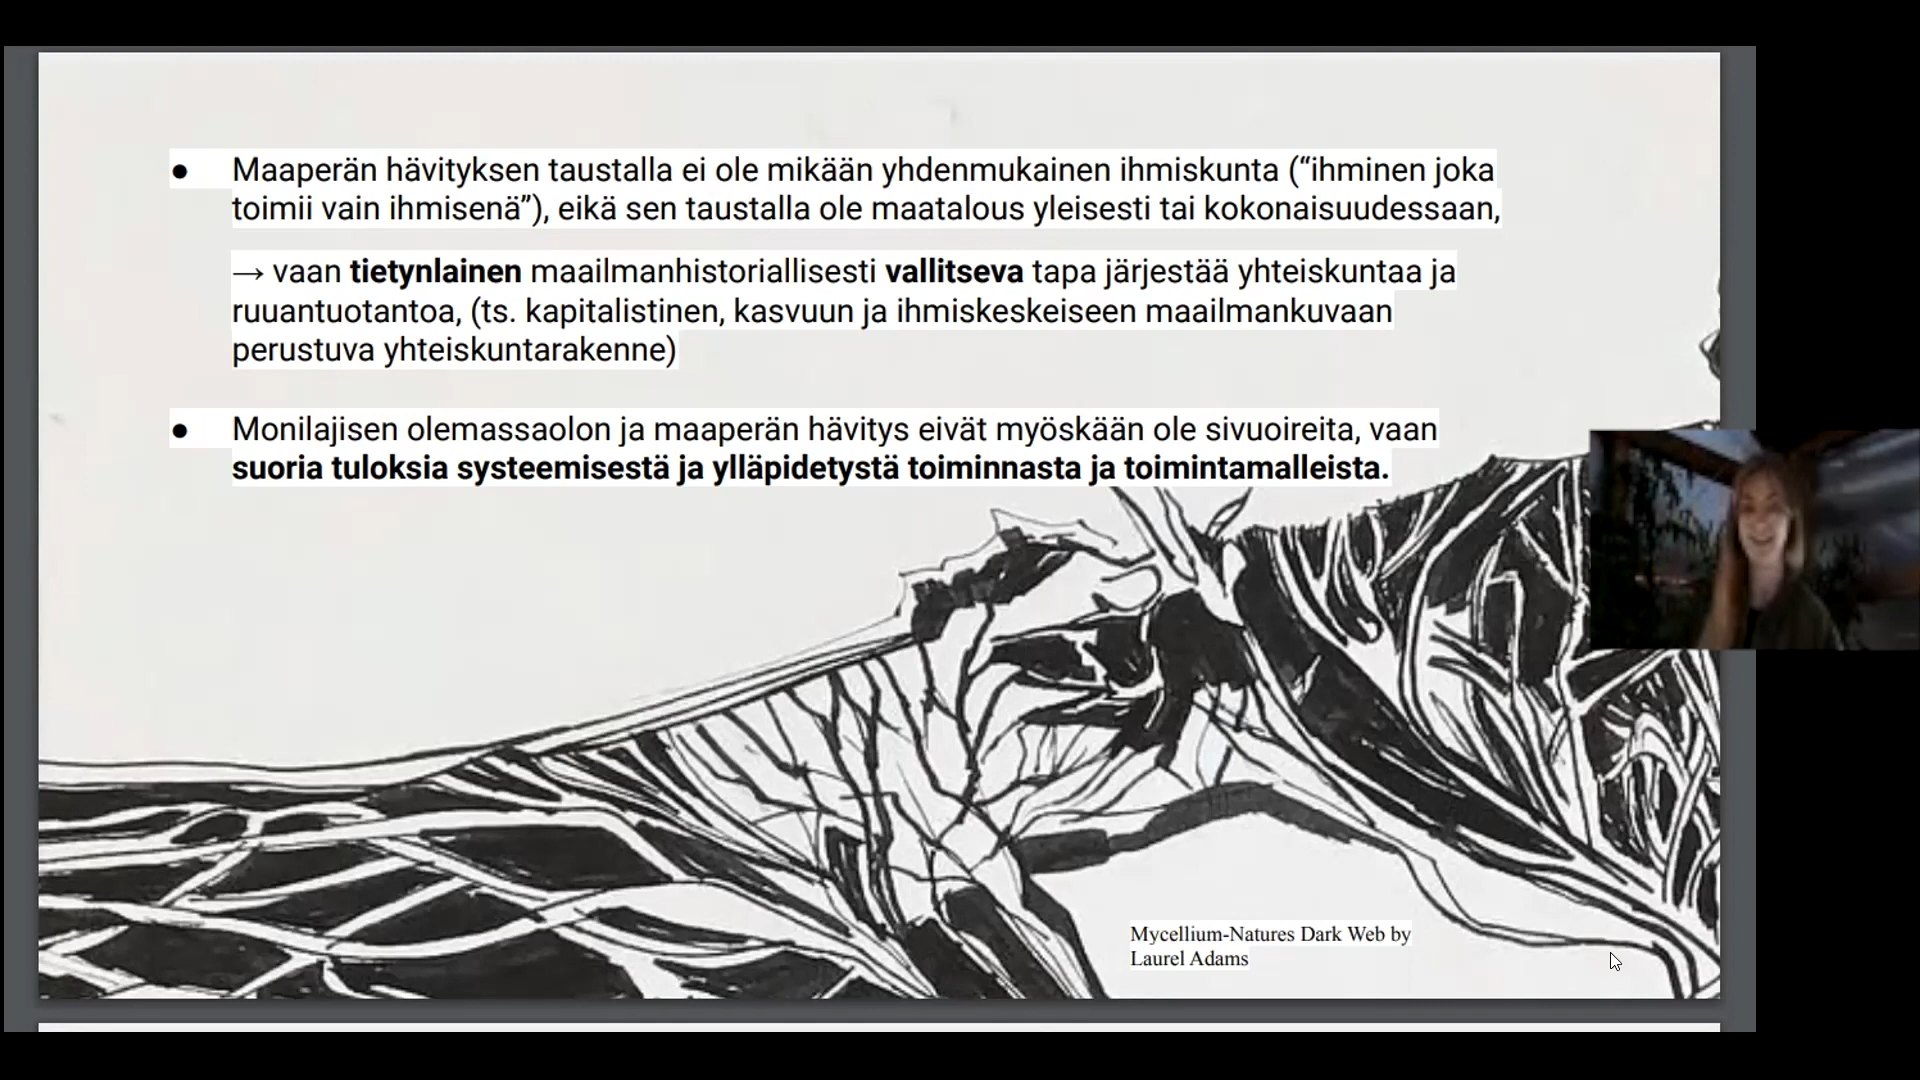 ● Maaperän hävityksen taustalla ei ole mikään yhdenmukainen ihmiskunta (“ihminen joka
toimii vain ihmisenä”), eikä sen taustalla ole maatalous yleisesti tai kokonaisuudessaan,
→ vaan tietynlainen maailmanhistoriallisesti vallitseva tapa järjestää yhteiskuntaa ja
ruuantuotantoa, (ts. kapitalistinen, kasvuun ja ihmiskeskeiseen maailmankuvaan
perustuva yhteiskuntarakenne)
● Monilajisen olemassaolon ja maaperän hävitys eivät myöskään ole sivuoireita, vaan
suoria tuloksia systeemisestä ja ylläpidetystä toiminnasta ja toimintamalleista.
Mycellium-Natures Dark Web by
Laurel Adams